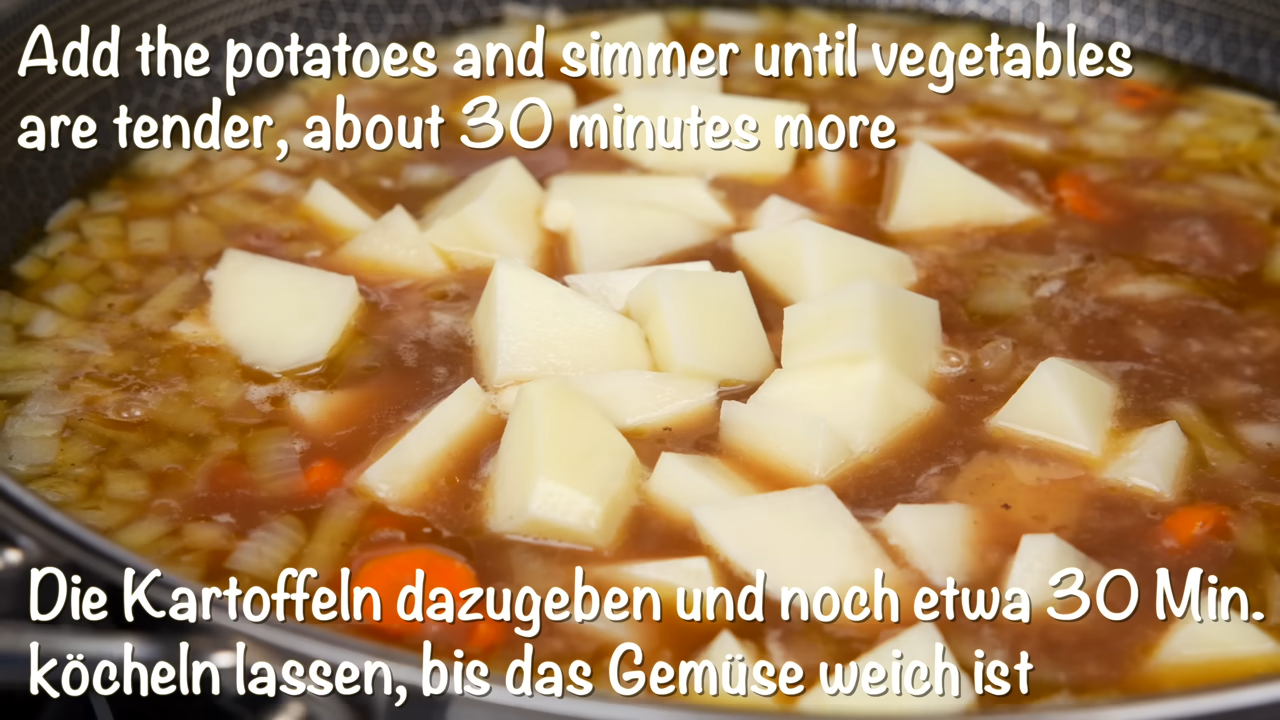 Add the potatoes and simmer until vegetables
are tender, about 30 minutes more
Die Kartoffeln dazugeben und noch etwa 30 Min.
köcheln lassen, bis das Gemüse weich ist